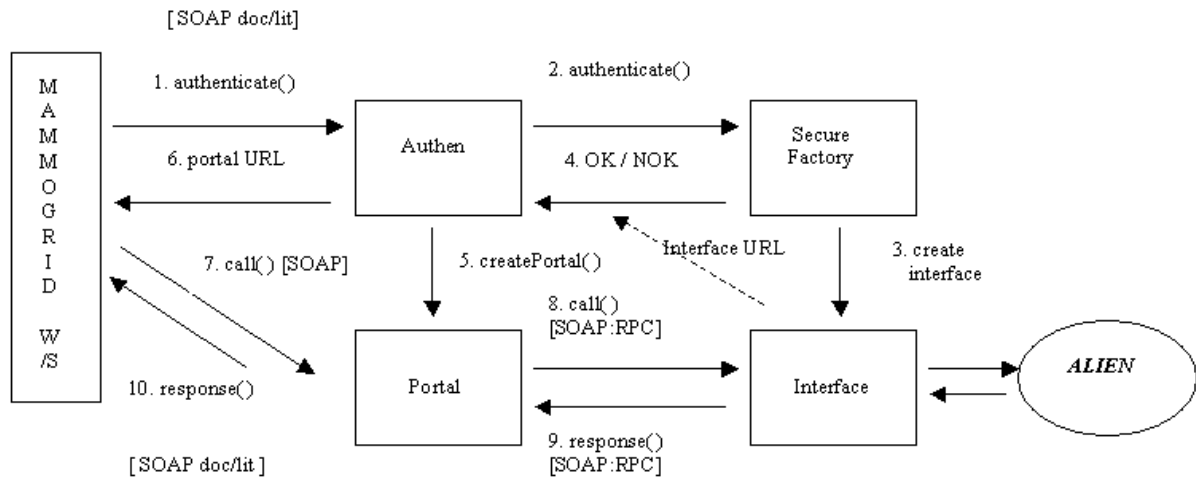 [ SOAP doc/lit]
M
A
M
M
O
G
R
I
D
W
/S
1. authenticate()
2. authenticate()
Authen
Secure
Factory
6. portal URL
4. OK / NOK
Interface URL
3. create
interface
7. call() [SOAP]
5. createPortal()
8. call()
[SOAP:RPC]
Portal
Interface
ALIEN
10. response()
9. response()
[SOAP:RPC]
[ SOAP doc/lit ]